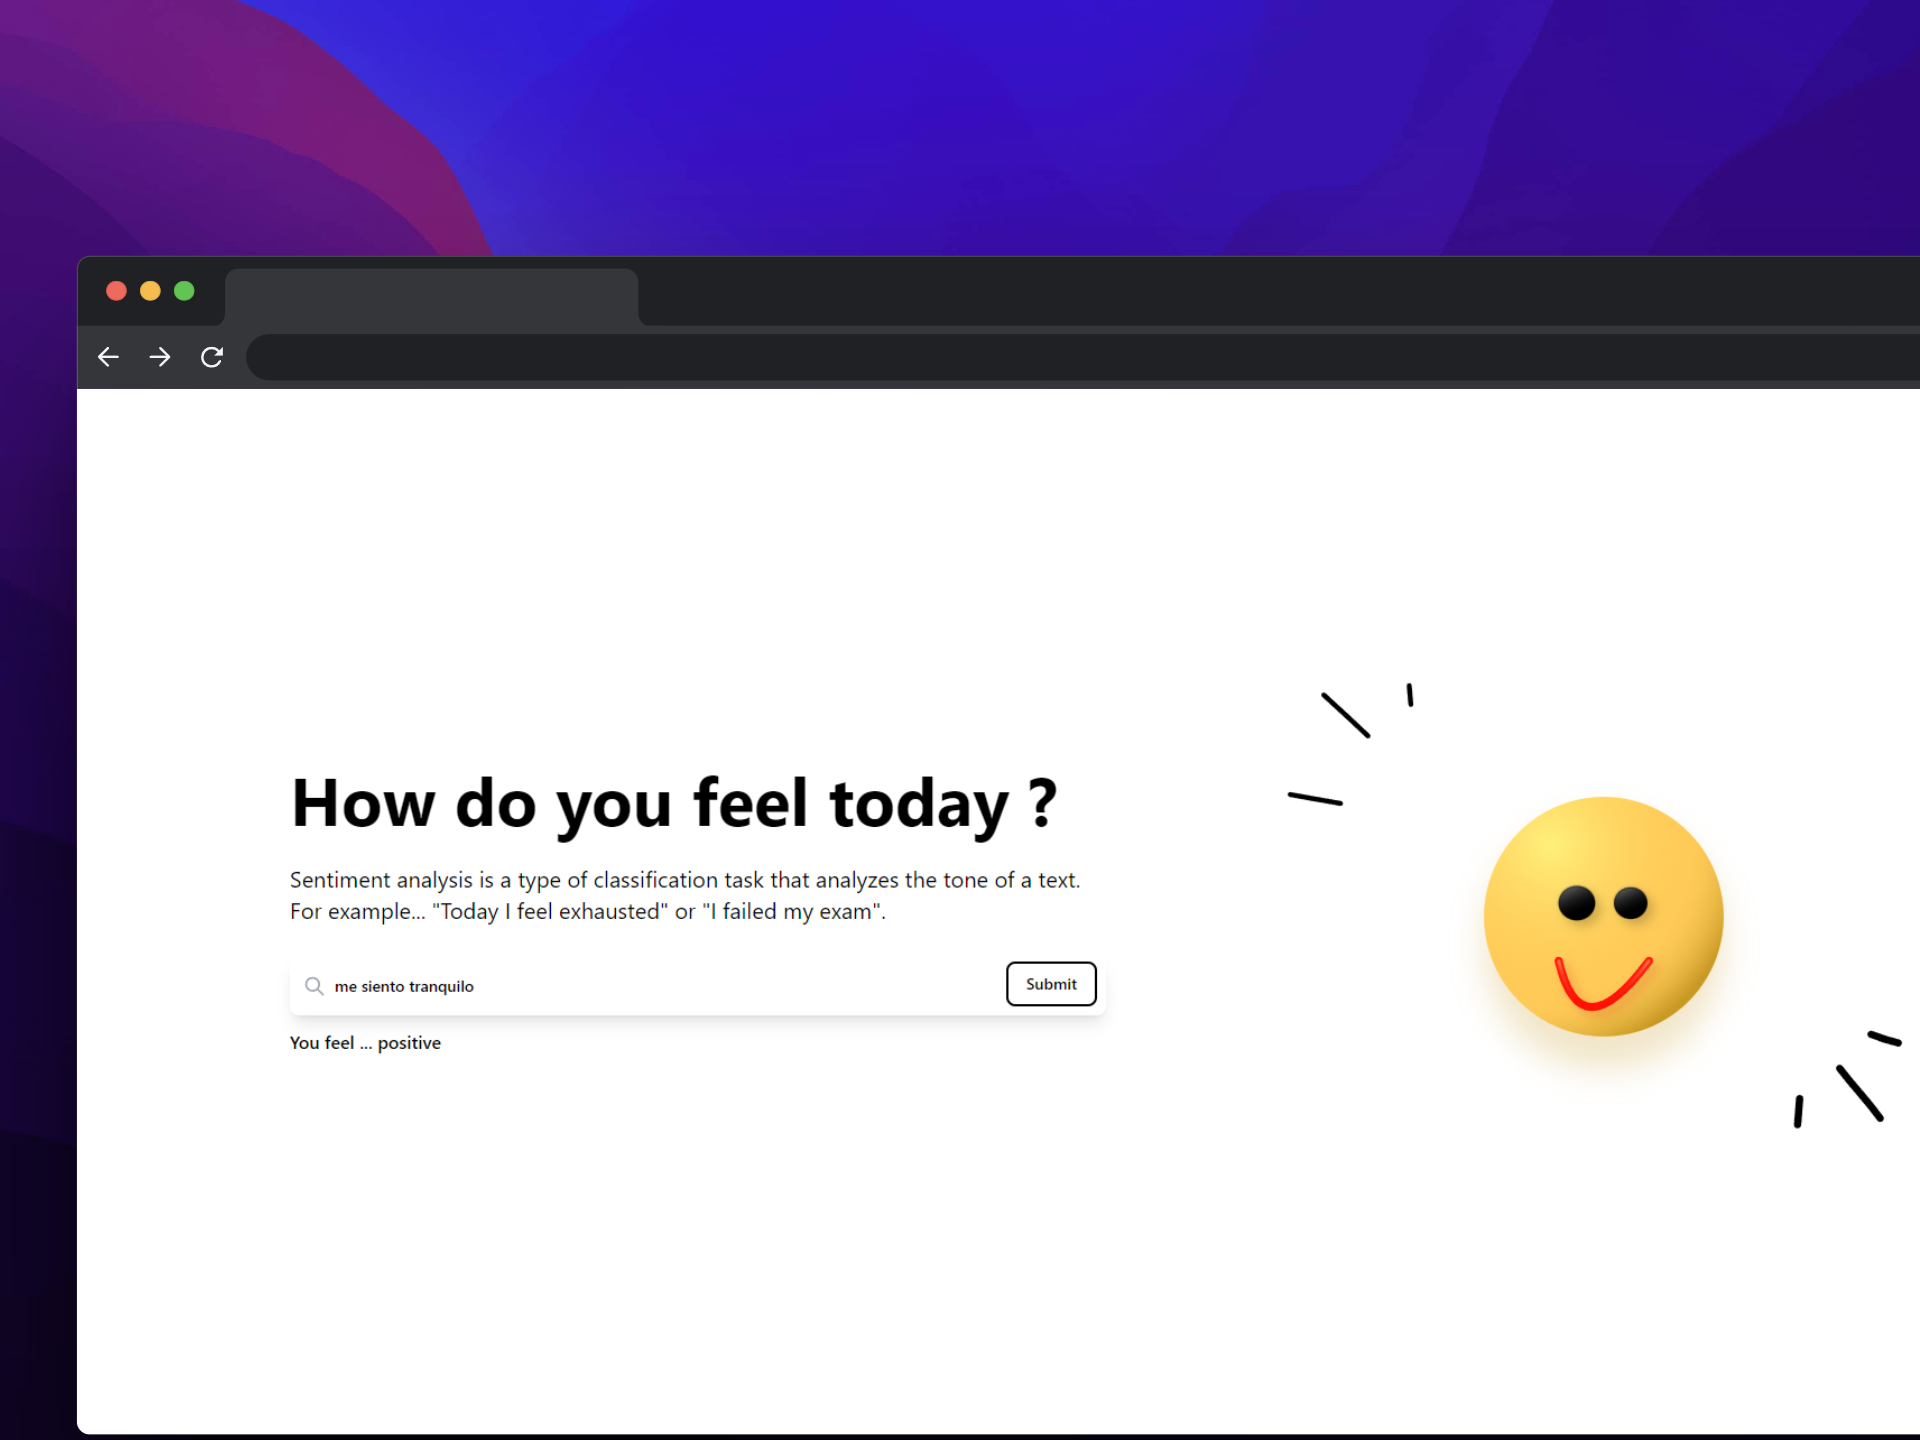 How do you feel today ?
Sentiment analysis is a type of classification task that analyzes the tone of a text.
For example... "Today I feel exhausted" or "I failed my exam".
me siento tranquilo
Submit
You feel ... positive